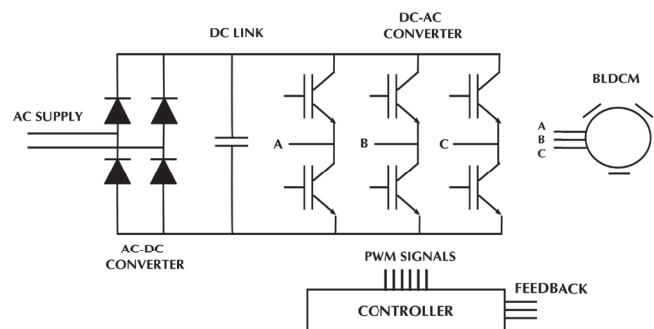 DC LINK
DC-AC
CONVERTER
BLDCM
AC SUPPLY
A
B
C
A
B
C
AC-DC
CONVERTER
PWM SIGNALS
FEEDBACK
CONTROLLER